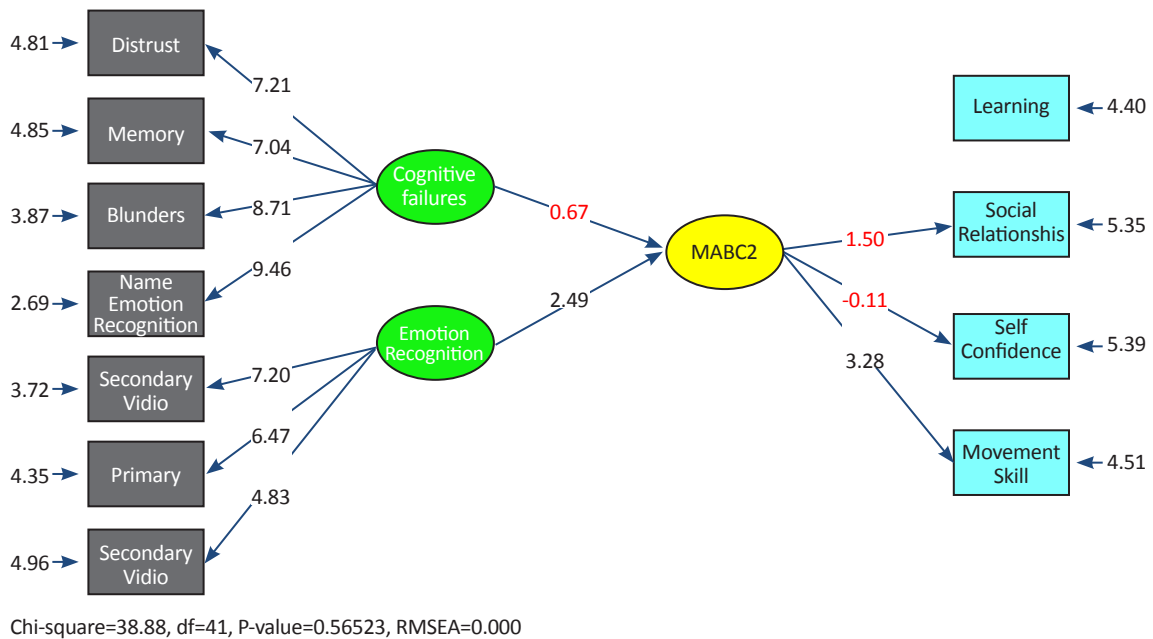 4.81
Distrust
7.21
4.85
Memory
7.04
3.87
Blunders
8.71
2.69
Name
Emotion
Recognition
9.46
3.72
Secondary
Vidio
7.20
4.35
Primary
6.47
4.96
Secondary
Vidio
4.83
Cognitive
failures
0.67
Emotion
Recognition
2.49
MABC2
1.50
-0.11
3.28
Learning
4.40
Social
Relationshis
5.35
Self
Confidence
5.39
Movement
Skill
4.51
Chi-square=38.88, df=41, P-value=0.56523, RMSEA=0.000